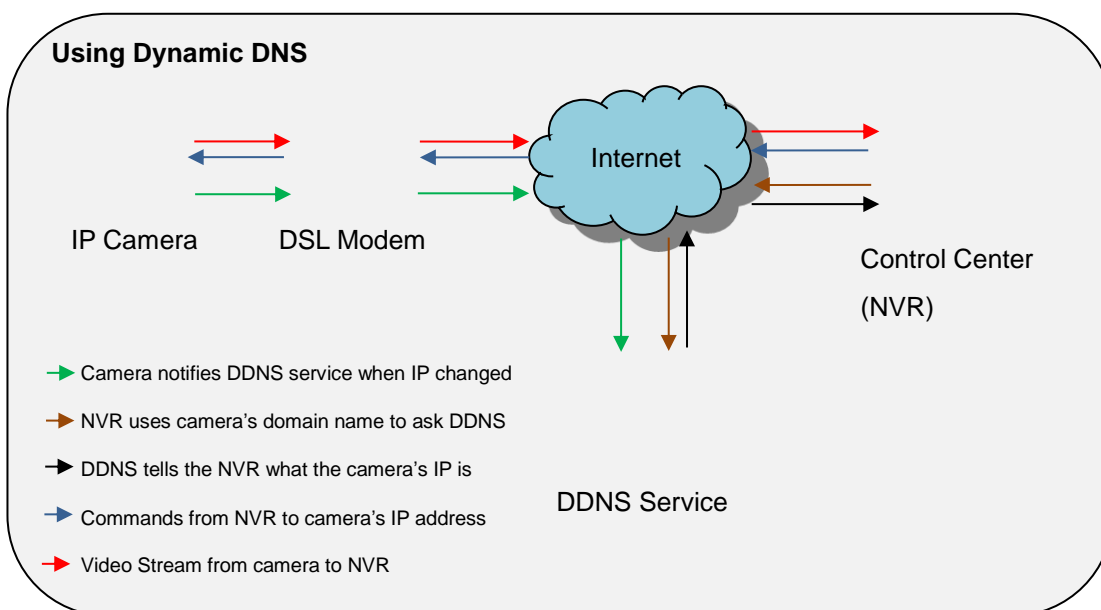 Using Dynamic DNS
Internet
IP Camera
DSL Modem
Control Center
(NVR)
Camera notifies DDNS service when IP changed
NVR uses camera’s domain name to ask DDNS
DDNS tells the NVR what the camera’s IP is
DDNS Service
Commands from NVR to camera’s IP address
Video Stream from camera to NVR